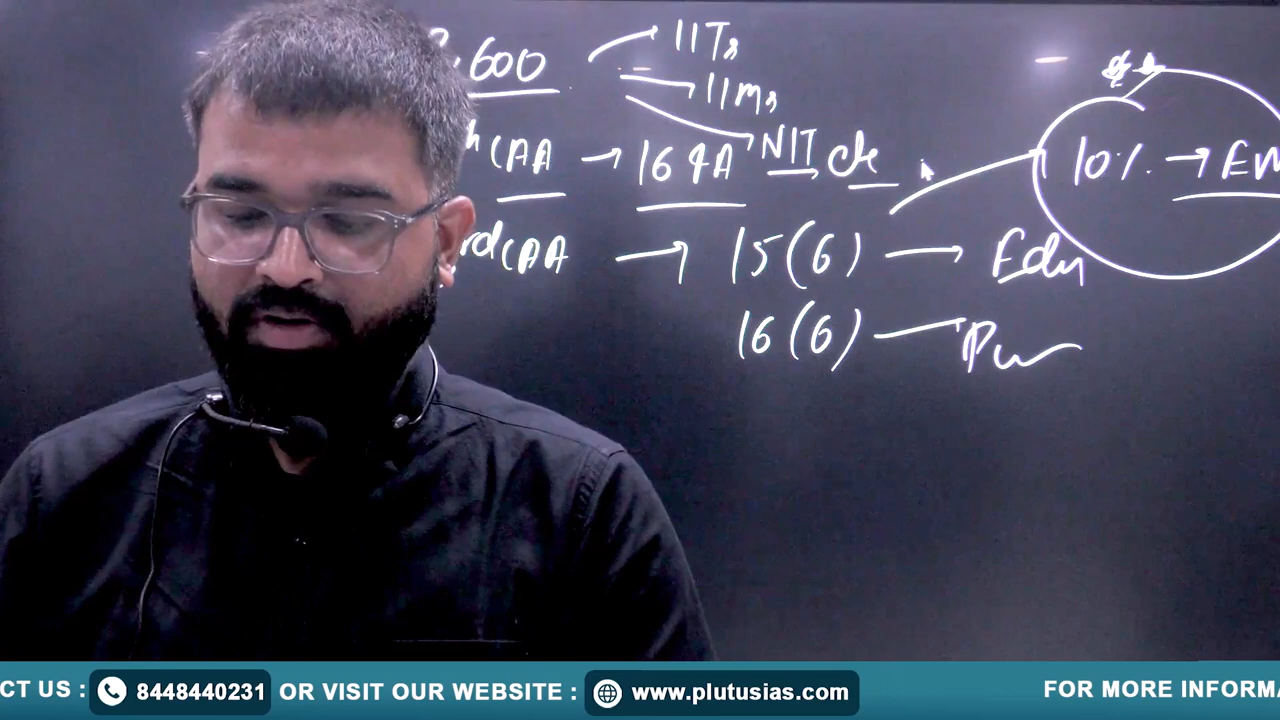 600 → IITs
→ IIMs
CAA → 16 4A NIT etc
10% → EW
rd CAA → 15(6) → Edu
16(6) →
CT US : 8448440231 OR VISIT OUR WEBSITE : www.plutusias.com FOR MORE INFORMA